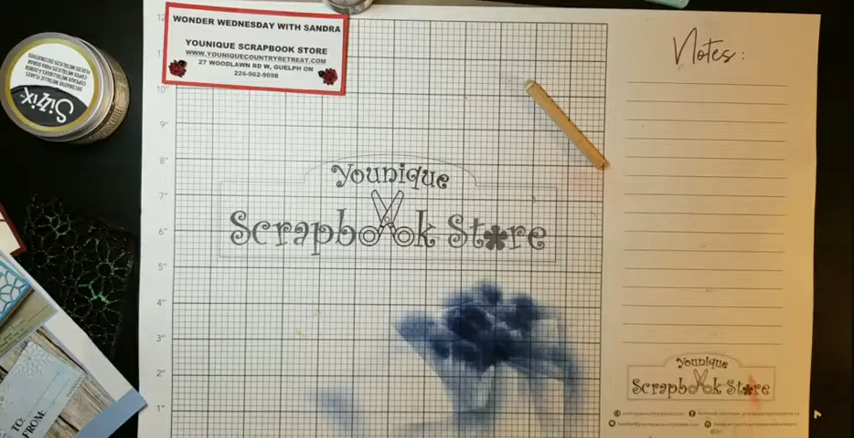 WONDER WEDNESDAY WITH SANDRA
YOUNIQUE SCRAPBOOK STORE
WWW.YOUNIQUECOUNTRYRETREAT.COM
27 WOODLAWN RD W, GUELPH ON
226-962-9098
Notes:
Sizzix
12
11
10"
9"
8"
7"
6"
5"
4"
3"
2"
1"
Younique
Scrapbook Store
Younique
Scrapbook Store
TO:
FROM: